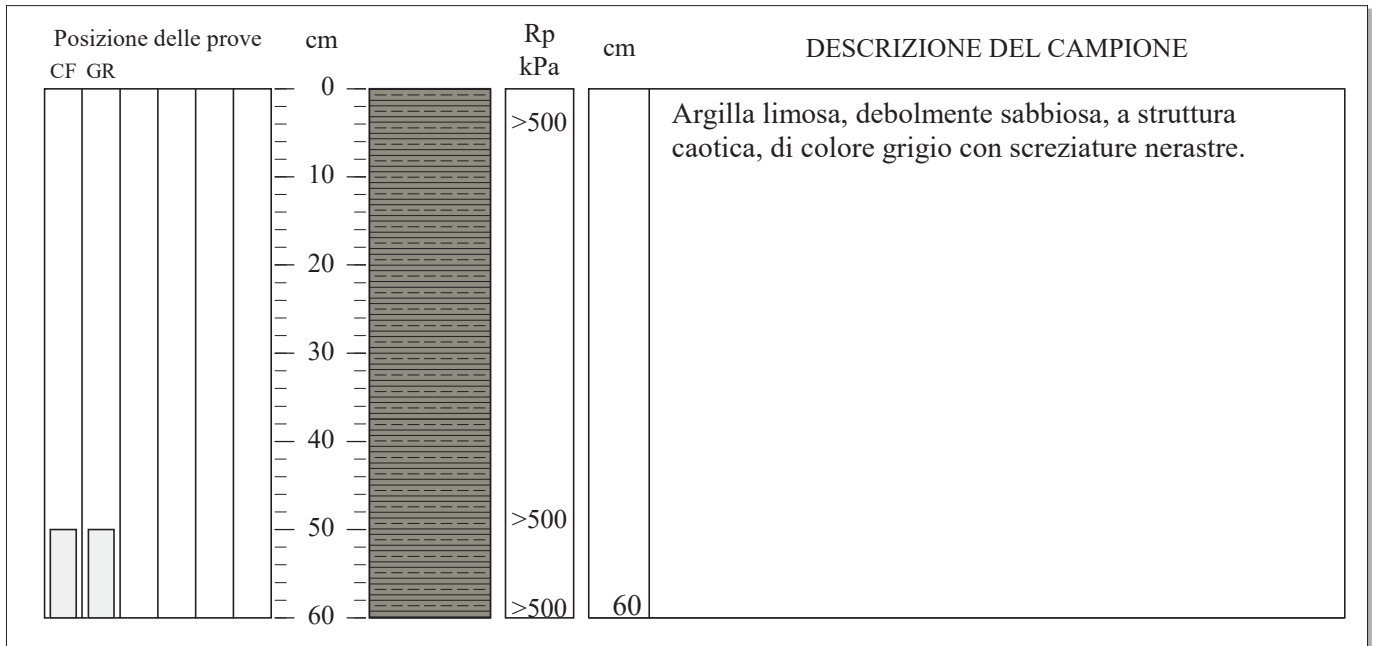 Posizione delle prove
CF GR
cm
Rp
kPa
cm
DESCRIZIONE DEL CAMPIONE
0
10
20
30
40
50
60
>500
>500
>500
60
Argilla limosa, debolmente sabbiosa, a struttura
caotica, di colore grigio con screziature nerastre.